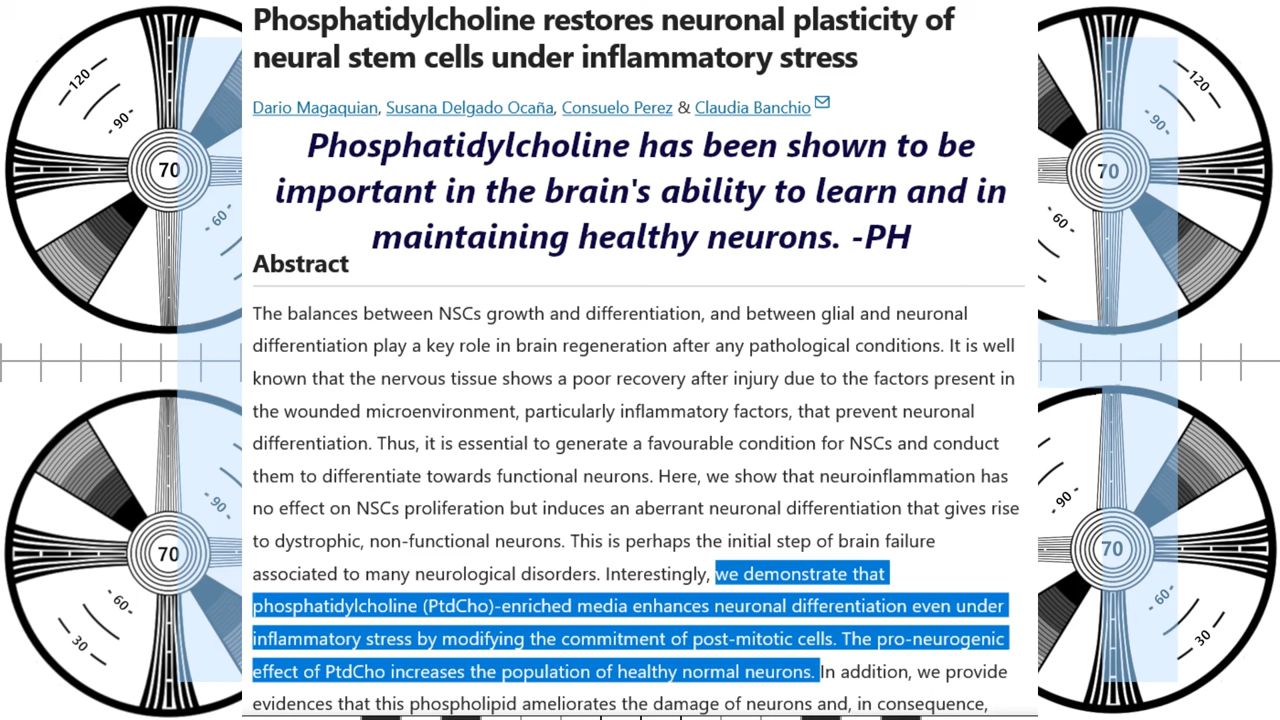 Phosphatidylcholine restores neuronal plasticity of
neural stem cells under inflammatory stress
Dario Magaquian, Susana Delgado Ocaña, Consuelo Perez & Claudia Banchio
Phosphatidylcholine has been shown to be
important in the brain's ability to learn and in
maintaining healthy neurons. -PH
Abstract
The balances between NSCs growth and differentiation, and between glial and neuronal
differentiation play a key role in brain regeneration after any pathological conditions. It is well
known that the nervous tissue shows a poor recovery after injury due to the factors present in
the wounded microenvironment, particularly inflammatory factors, that prevent neuronal
differentiation. Thus, it is essential to generate a favourable condition for NSCs and conduct
them to differentiate towards functional neurons. Here, we show that neuroinflammation has
no effect on NSCs proliferation but induces an aberrant neuronal differentiation that gives rise
to dystrophic, non-functional neurons. This is perhaps the initial step of brain failure
associated to many neurological disorders. Interestingly, we demonstrate that
phosphatidylcholine (PtdCho)-enriched media enhances neuronal differentiation even under
inflammatory stress by modifying the commitment of post-mitotic cells. The pro-neurogenic
effect of PtdCho increases the population of healthy normal neurons. In addition, we provide
evidences that this phospholipid ameliorates the damage of neurons and, in consequence,
120
- 90 -
70
- 60 -
120
- 90 -
70
- 60 -
- 90 -
70
- 60 -
30
- 90 -
70
- 60 -
30